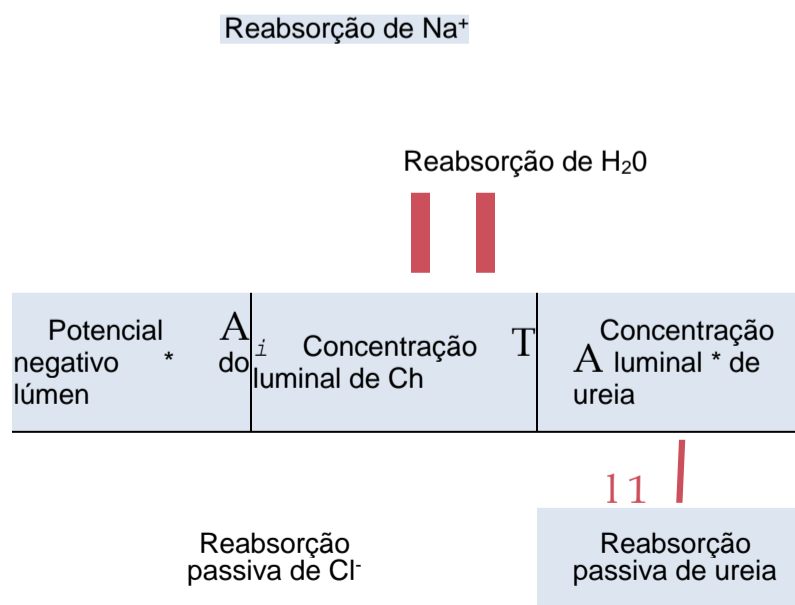 Reabsorção de Na⁺
Reabsorção de H₂0
Potencial A
negativo * do
lúmen
i Concentração T
luminal de Ch
Concentração
A luminal * de
ureia
l 1
Reabsorção
passiva de Cl⁻
Reabsorção
passiva de ureia